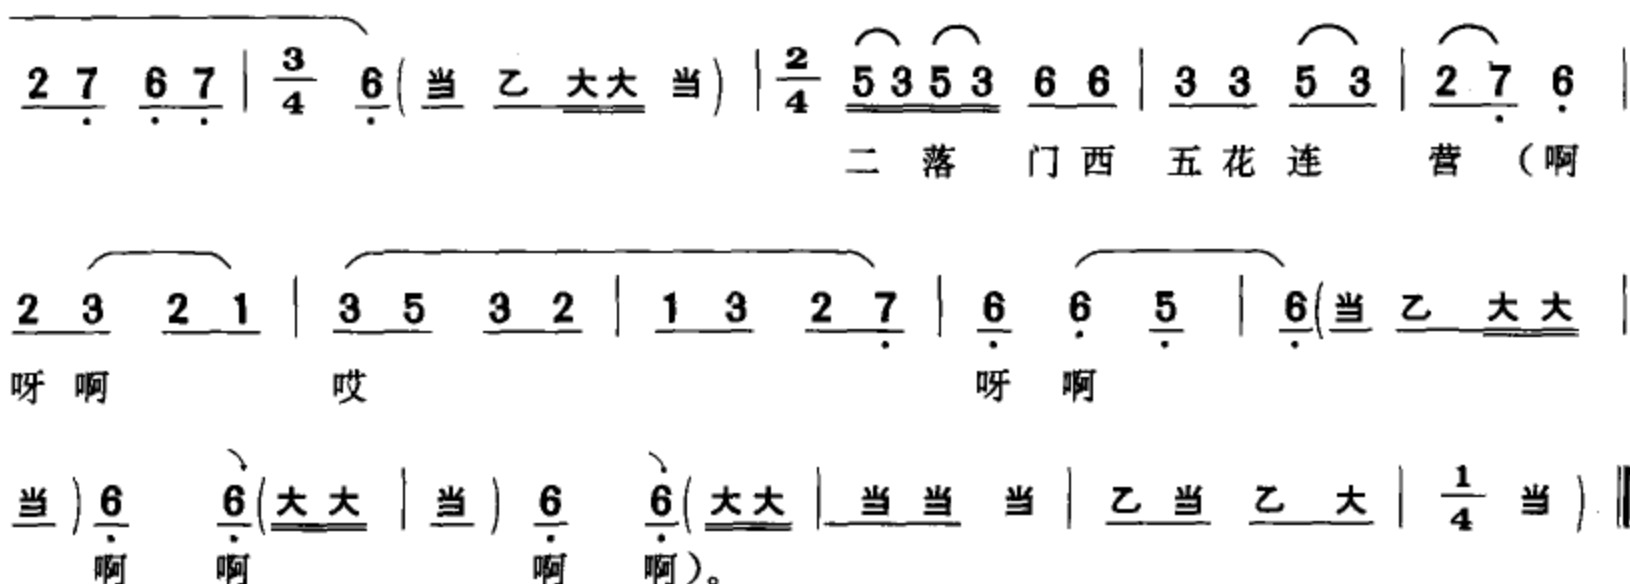 2 7 6 7 | 3/4 6 ( 当 乙 大大 当 ) | 2/4 5 3 5 3 6 6 | 3 3 5 3 | 2 7 6 |
二 落 门 西 五 花 连 营 ( 啊
2 3 2 1 | 3 5 3 2 | 1 3 2 7 | 6 6 5 | 6 ( 当 乙 大 大 |
呀 啊 哎 呀 啊
当 ) 6 6 ( 大 大 | 当 ) 6 6 ( 大大 | 当 当 当 | 乙 当 乙 大 | 1/4 当 )
啊 啊 啊 啊 )。